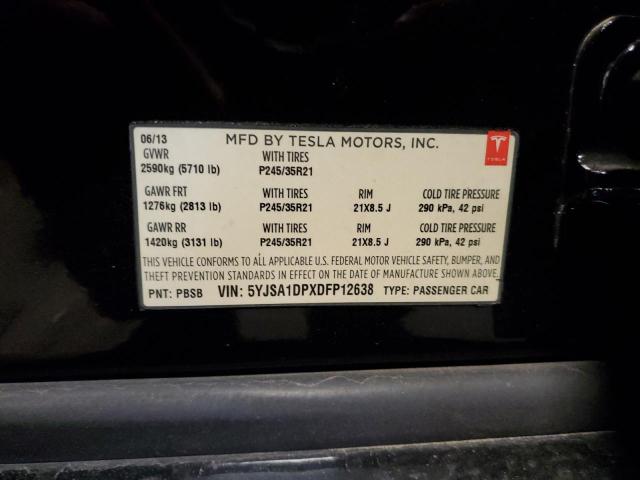 06/13 MFD BY TESLA MOTORS, INC.
GVWR WITH TIRES
2590kg (5710 lb) P245/35R21
TESLA
GAWR FRT WITH TIRES RIM COLD TIRE PRESSURE
1276kg (2813 lb) P245/35R21 21X8.5 J 290 kPa, 42 psi
GAWR RR WITH TIRES RIM COLD TIRE PRESSURE
1420kg (3131 lb) P245/35R21 21X8.5 J 290 kPa, 42 psi
THIS VEHICLE CONFORMS TO ALL APPLICABLE U.S. FEDERAL MOTOR VEHICLE SAFETY, BUMPER, AND
THEFT PREVENTION STANDARDS IN EFFECT ON THE DATE OF MANUFACTURE SHOWN ABOVE.
PNT: PBSB VIN: 5YJSA1DPXDFP12638 TYPE: PASSENGER CAR